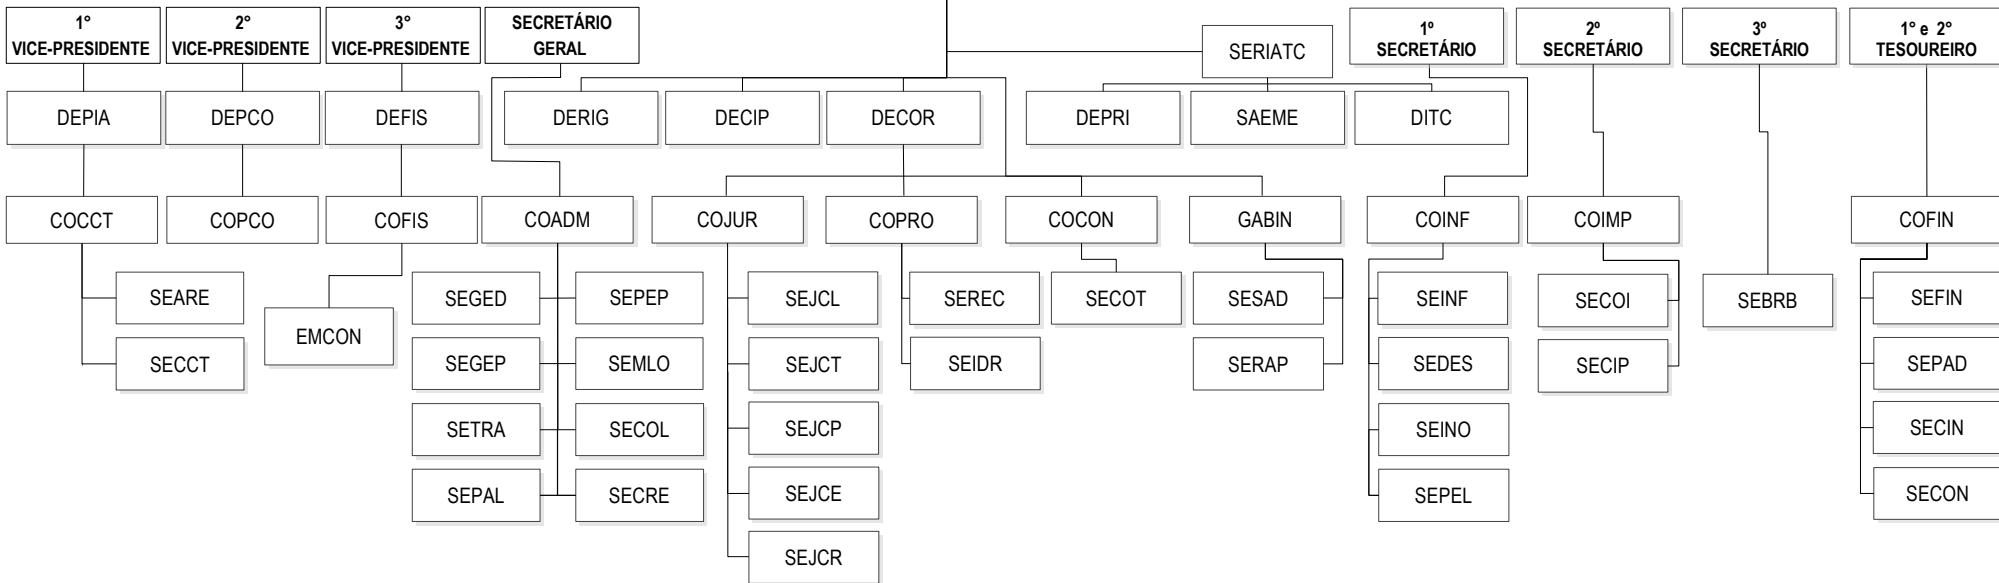 1°
VICE-PRESIDENTE
2°
VICE-PRESIDENTE
3°
VICE-PRESIDENTE
SECRETÁRIO
GERAL
SERIATC
1º
SECRETÁRIO
2º
SECRETÁRIO
3º
SECRETÁRIO
1° e 2°
TESOUREIRO
DEPIA
DEPCO
DEFIS
DERIG
DECIP
DECOR
DEPRI
SAEME
DITC
COCCT
COPCO
COFIS
COADM
COJUR
COPRO
COCON
GABIN
COINF
COIMP
COFIN
SEARE
SECCT
EMCON
SEGED
SEPEP
SEGEP
SEMLO
SETRA
SECOL
SEPAL
SECRE
SEJCL
SEJCT
SEJCP
SEJCE
SEJCR
SEREC
SEIDR
SECOT
SESAD
SERAP
SEINF
SEDES
SEINO
SEPEL
SECOI
SECIP
SEBRB
SEFIN
SEPAD
SECIN
SECON